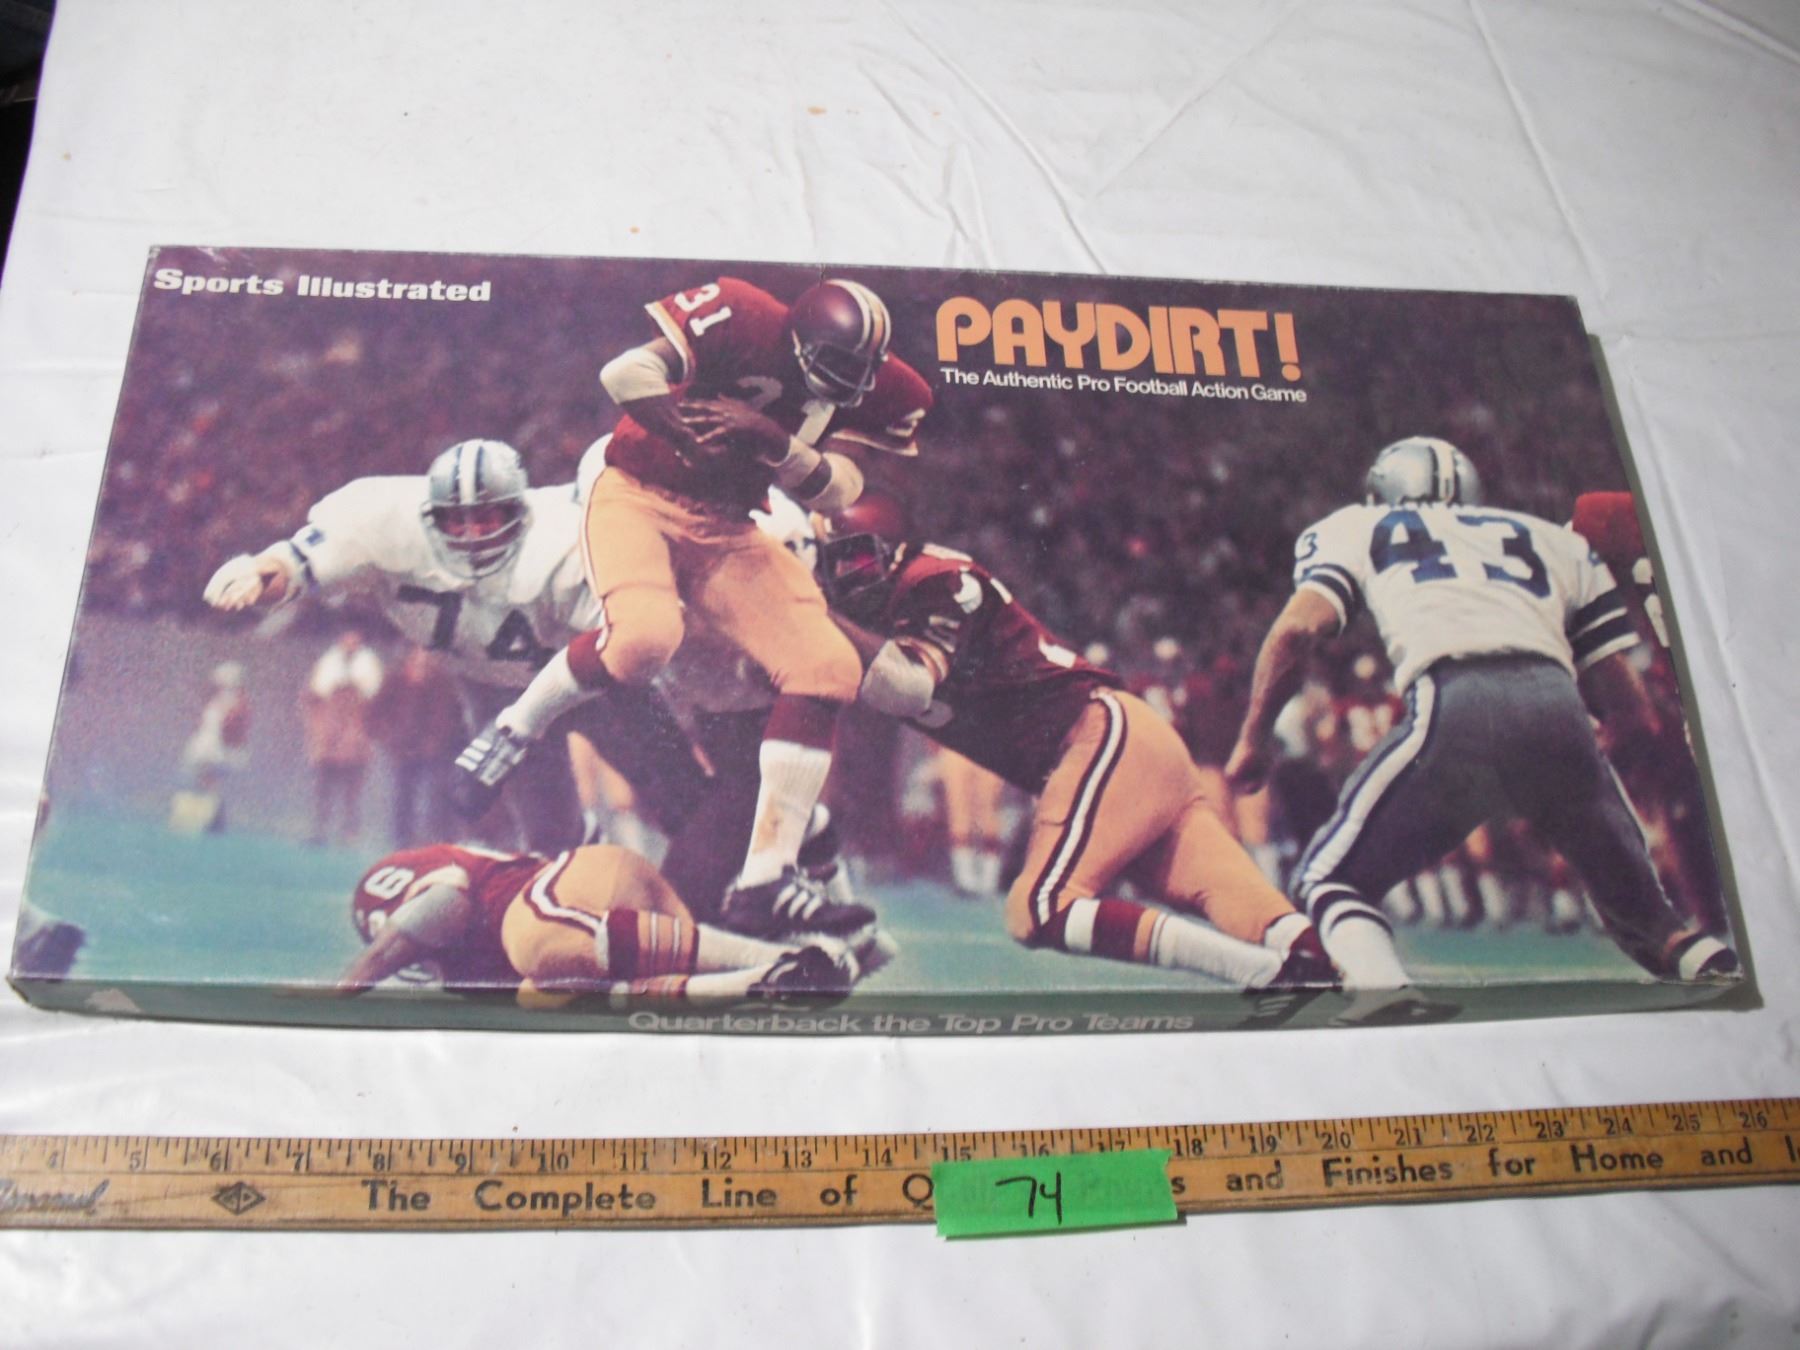 Sports Illustrated
PAYDIRT!
The Authentic Pro Football Action Game
31
31
74
43
3
Quarterback the Top Pro Teams
4 5 6 7 8 9 10 11 12 13 14 15 16 17 18 19 20 21 22 23 24 25 26
The Complete Line of Q s and Finishes for Home and
74